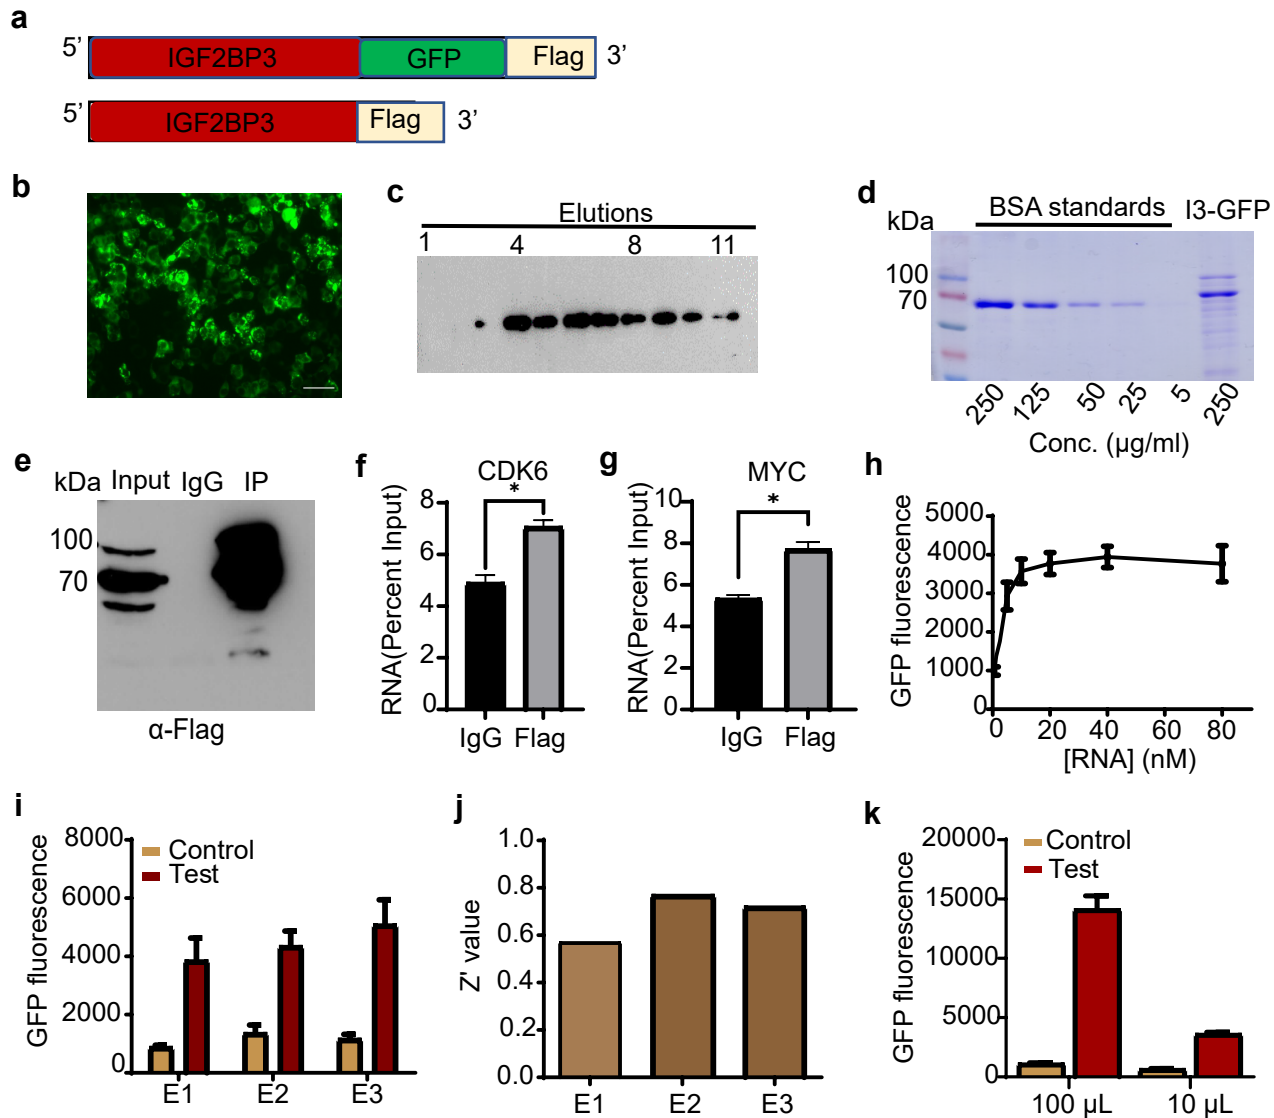 a
5' IGF2BP3 GFP Flag 3'
5' IGF2BP3 Flag 3'
b
c
Elutions
1 4 8 11
d
kDa BSA standards I3-GFP
100
70
250 125 50 25 5 250
Conc. (µg/ml)
e
kDa Input IgG IP
100
70
α-Flag
f
CDK6
*
RNA(Percent Input)
8
6
4
2
0
IgG Flag
g
MYC
*
RNA(Percent Input)
10
8
6
4
2
0
IgG Flag
h
GFP fluorescence
5000
4000
3000
2000
1000
0
0 20 40 60 80
[RNA] (nM)
i
GFP fluorescence
8000
6000
4000
2000
0
Control
Test
E1 E2 E3
j
Z' value
1.0
0.8
0.6
0.4
0.2
0.0
E1 E2 E3
k
GFP fluorescence
20000
15000
10000
5000
0
Control
Test
100 µL 10 µL